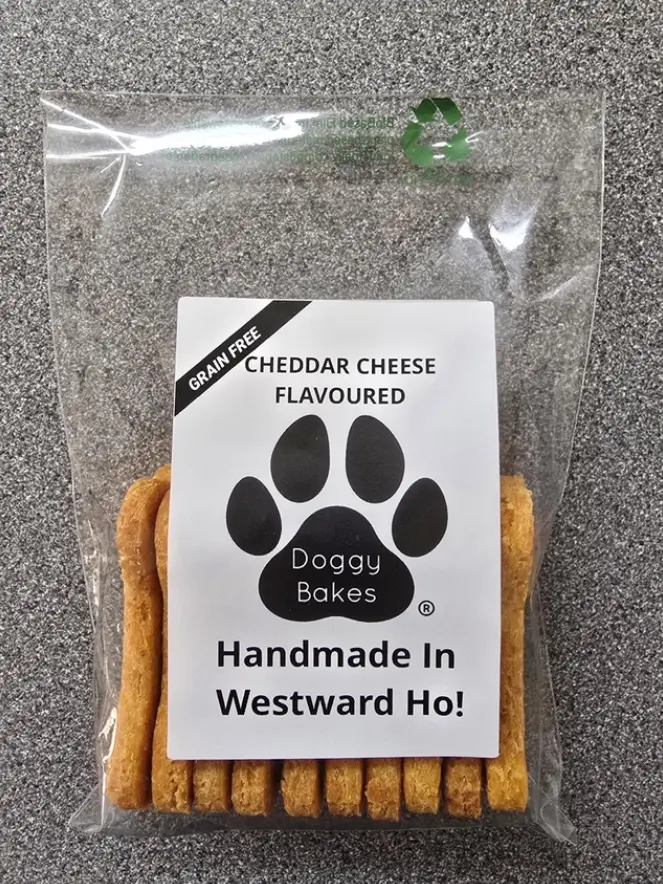 GRAIN FREE
CHEDDAR CHEESE
FLAVOURED
Doggy
Bakes
®
Handmade In
Westward Ho!